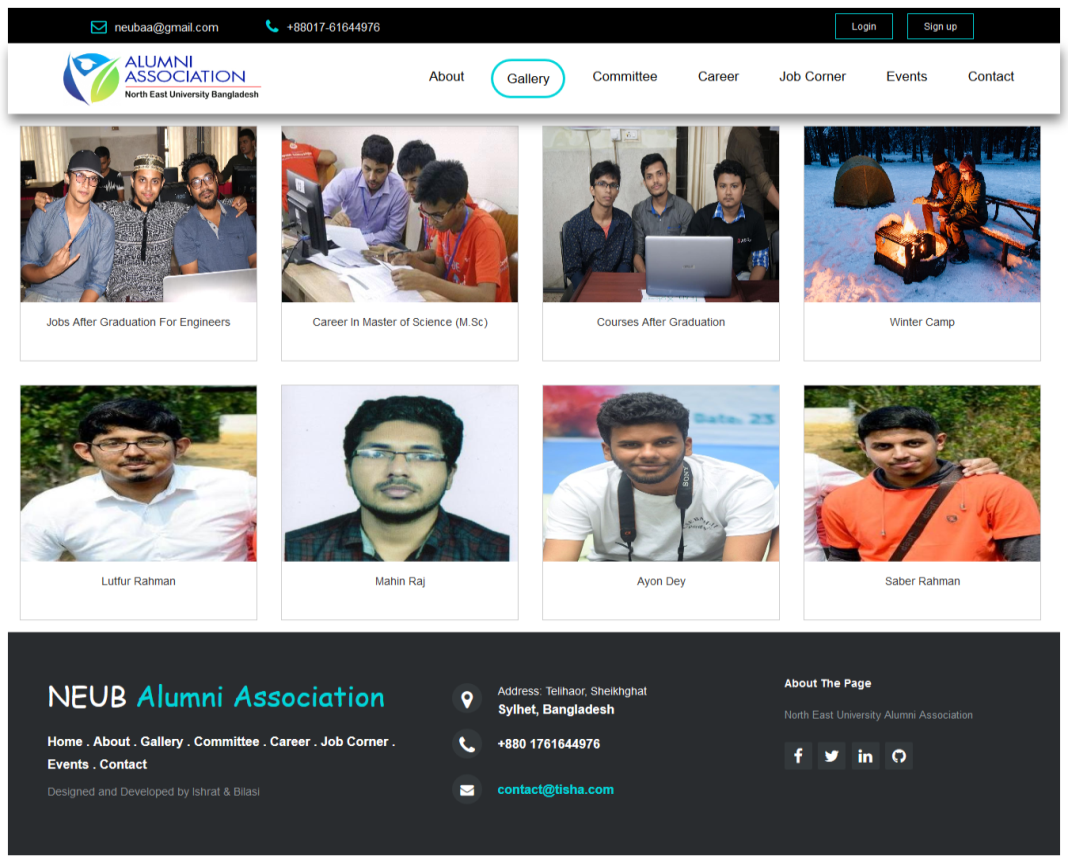 neubaa@gmail.com +88017-61644976 Login Sign up
ALUMNI
ASSOCIATION
North East University Bangladesh
About Gallery Committee Career Job Corner Events Contact
Jobs After Graduation For Engineers
Career In Master of Science (M.Sc)
Courses After Graduation
Winter Camp
Date, 23
SONY
Lutfur Rahman
Mahin Raj
Ayon Dey
Saber Rahman
NEUB Alumni Association
Home . About . Gallery . Committee . Career . Job Corner .
Events . Contact
Designed and Developed by Ishrat & Bilasi
Address: Telihaor, Sheikhghat
Sylhet, Bangladesh
+880 1761644976
contact@tisha.com
About The Page
North East University Alumni Association